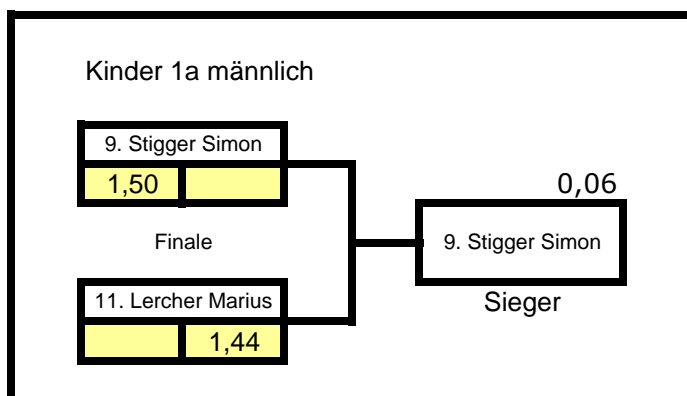 Kinder 1a männlich
9. Stigger Simon
1,50
0,06
Finale
9. Stigger Simon
11. Lercher Marius
Sieger
1,44